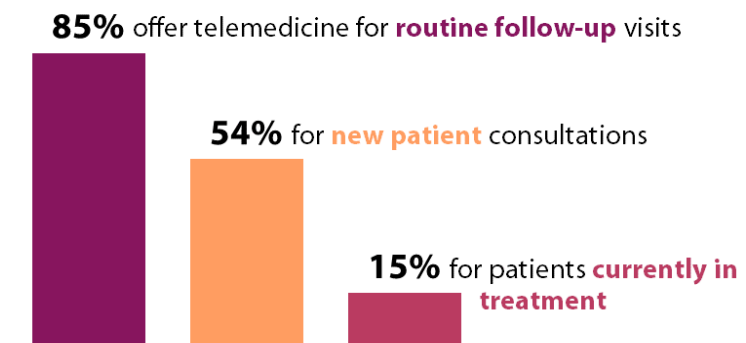 85% offer telemedicine for routine follow-up visits
54% for new patient consultations
15% for patients currently in
treatment